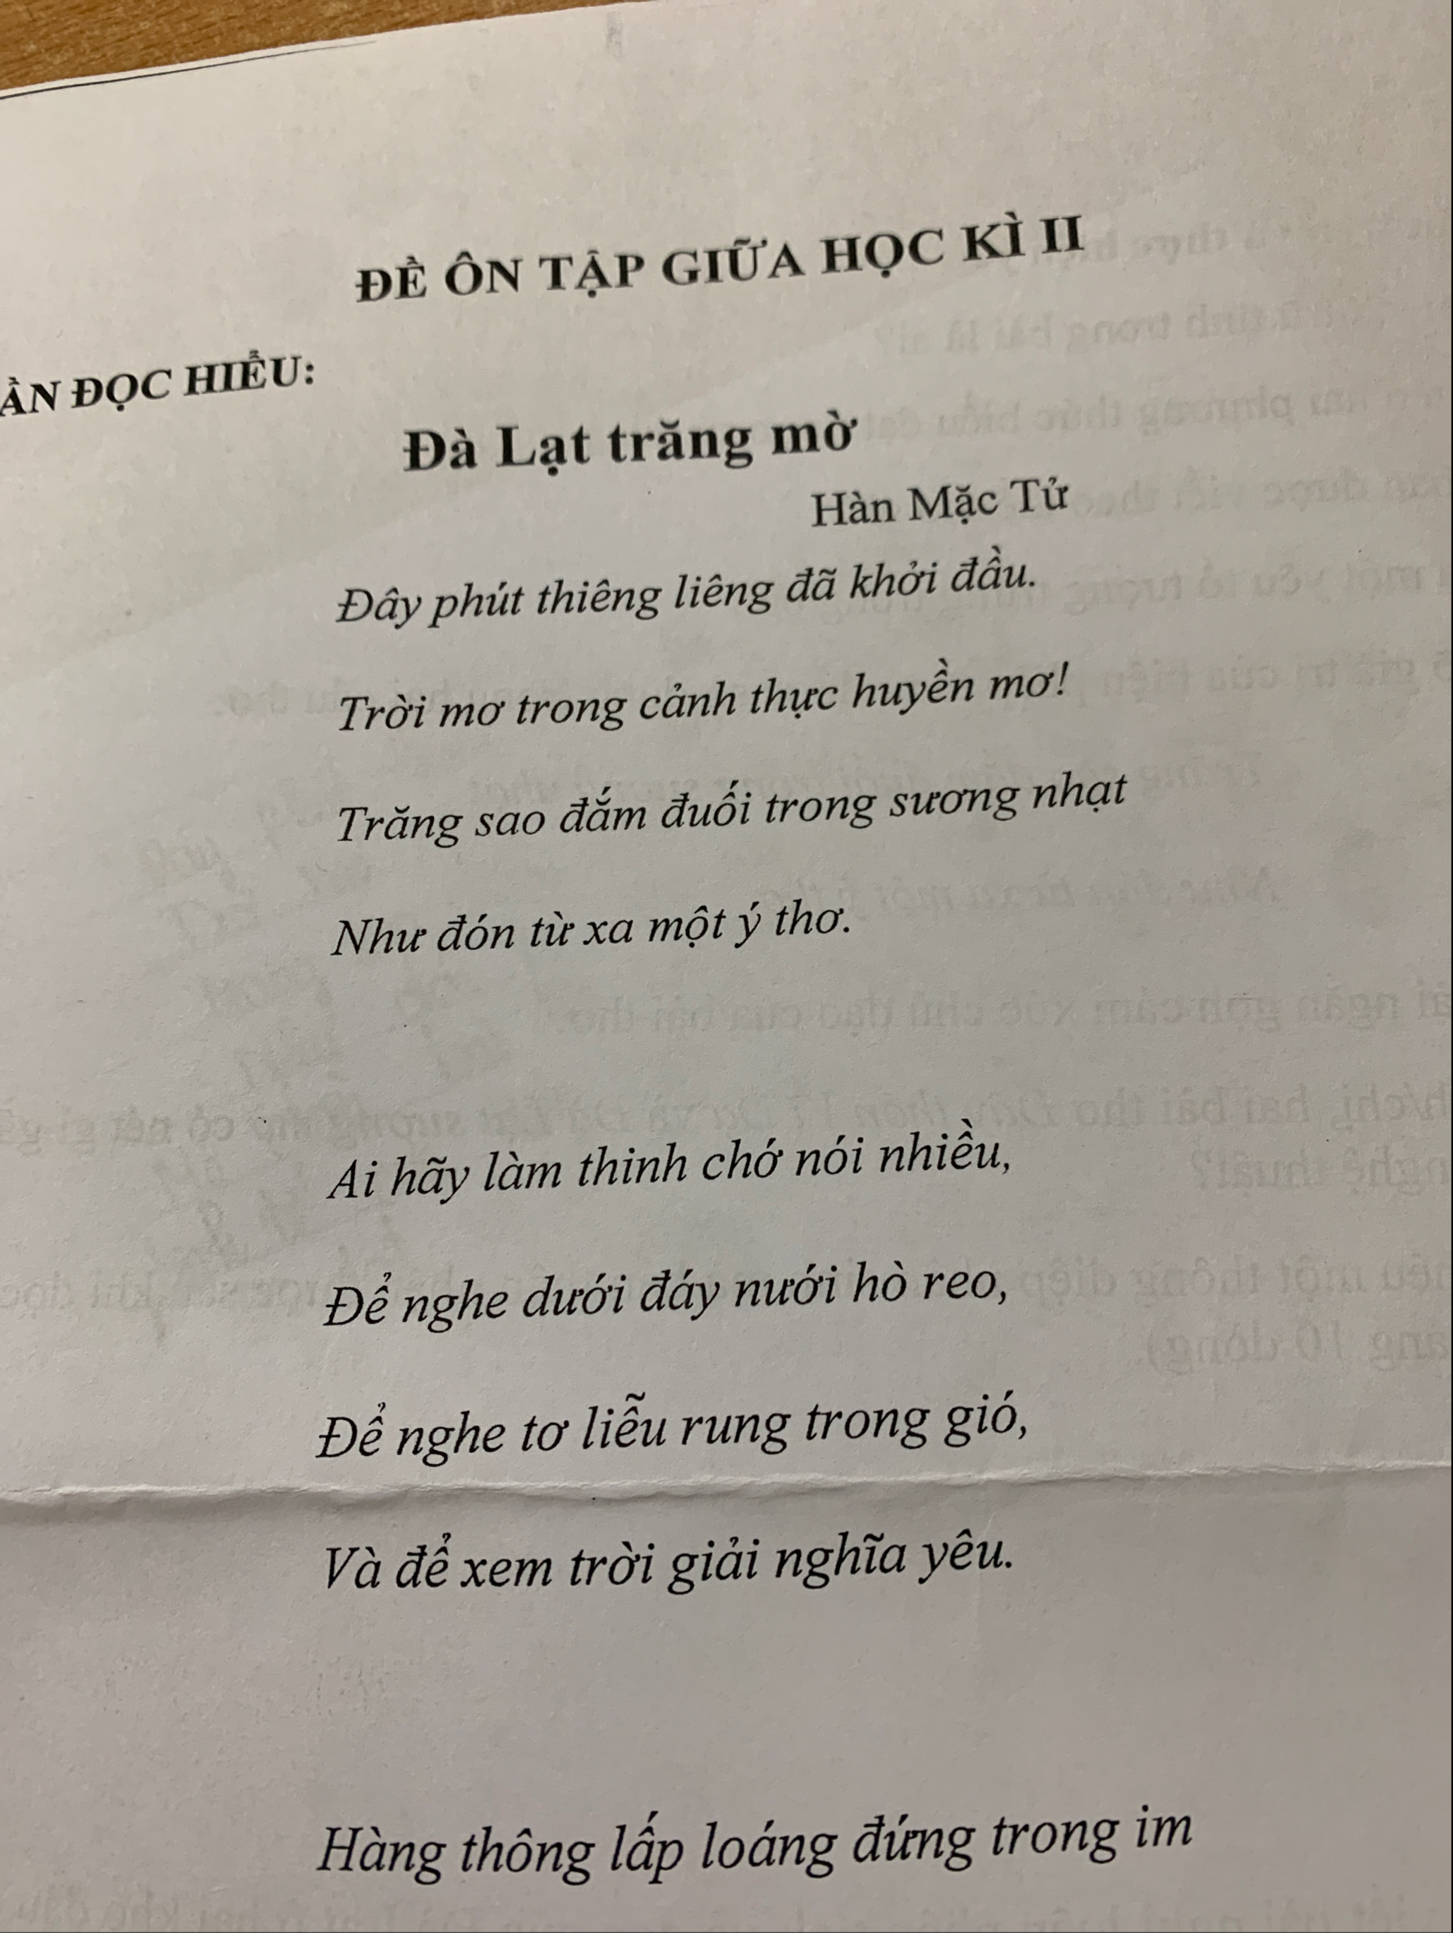 ĐỀ ÔN TẬP GIỮA HỌC KÌ II
ĐỌC HIỂU:
Đà Lạt trăng mờ
Hàn Mặc Tử
Đây phút thiêng liêng đã khởi đầu.
Trời mơ trong cảnh thực huyền mơ!
Trăng sao đắm đuối trong sương nhạt
Như đón từ xa một ý thơ.
Ai hãy làm thinh chớ nói nhiều,
Để nghe dưới đáy nưới hò reo,
Để nghe tơ liễu rung trong gió,
Và để xem trời giải nghĩa yêu.
Hàng thông lấp loáng đứng trong im